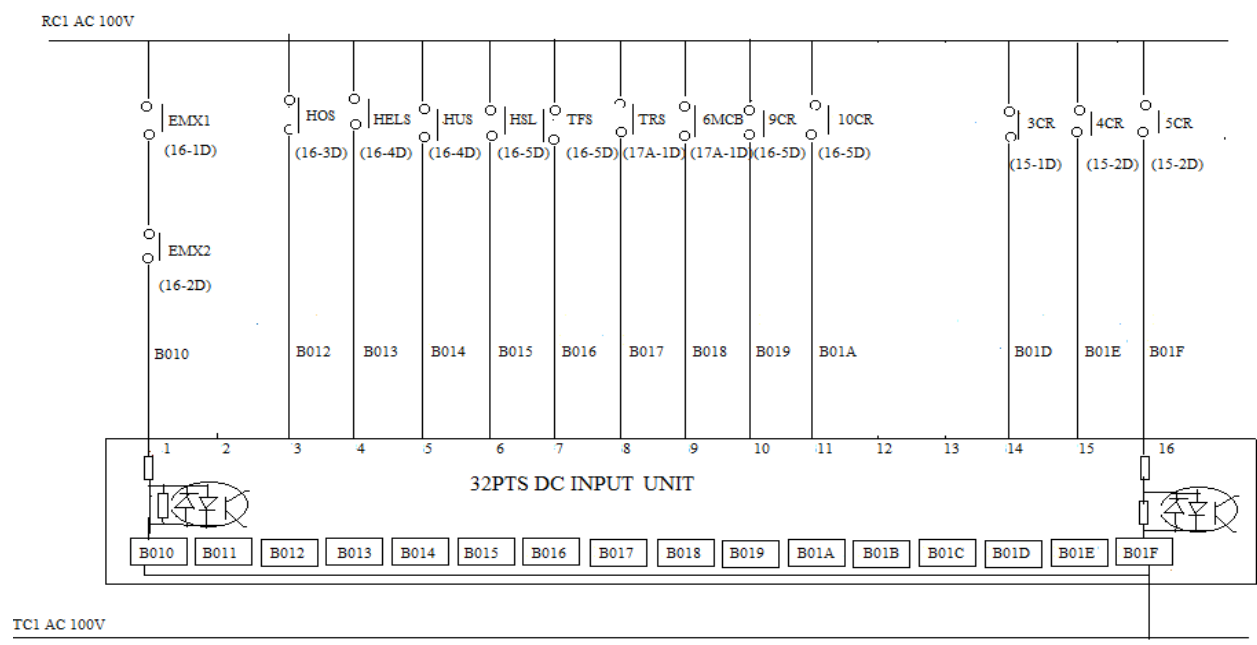 RC1 AC 100V
EMX1 HOS HELS HUS HSL TFS TRS 6MCB 9CR 10CR 3CR 4CR 5CR
(16-1D) (16-3D) (16-4D) (16-4D) (16-5D) (16-5D) (17A-1D) (17A-1D) (16-5D) (16-5D) (15-1D) (15-2D) (15-2D)
EMX2
(16-2D)
B010 B012 B013 B014 B015 B016 B017 B018 B019 B01A B01D B01E B01F
1 2 3 4 5 6 7 8 9 10 11 12 13 14 15 16
32PTS DC INPUT UNIT
B010 B011 B012 B013 B014 B015 B016 B017 B018 B019 B01A B01B B01C B01D B01E B01F
TC1 AC 100V